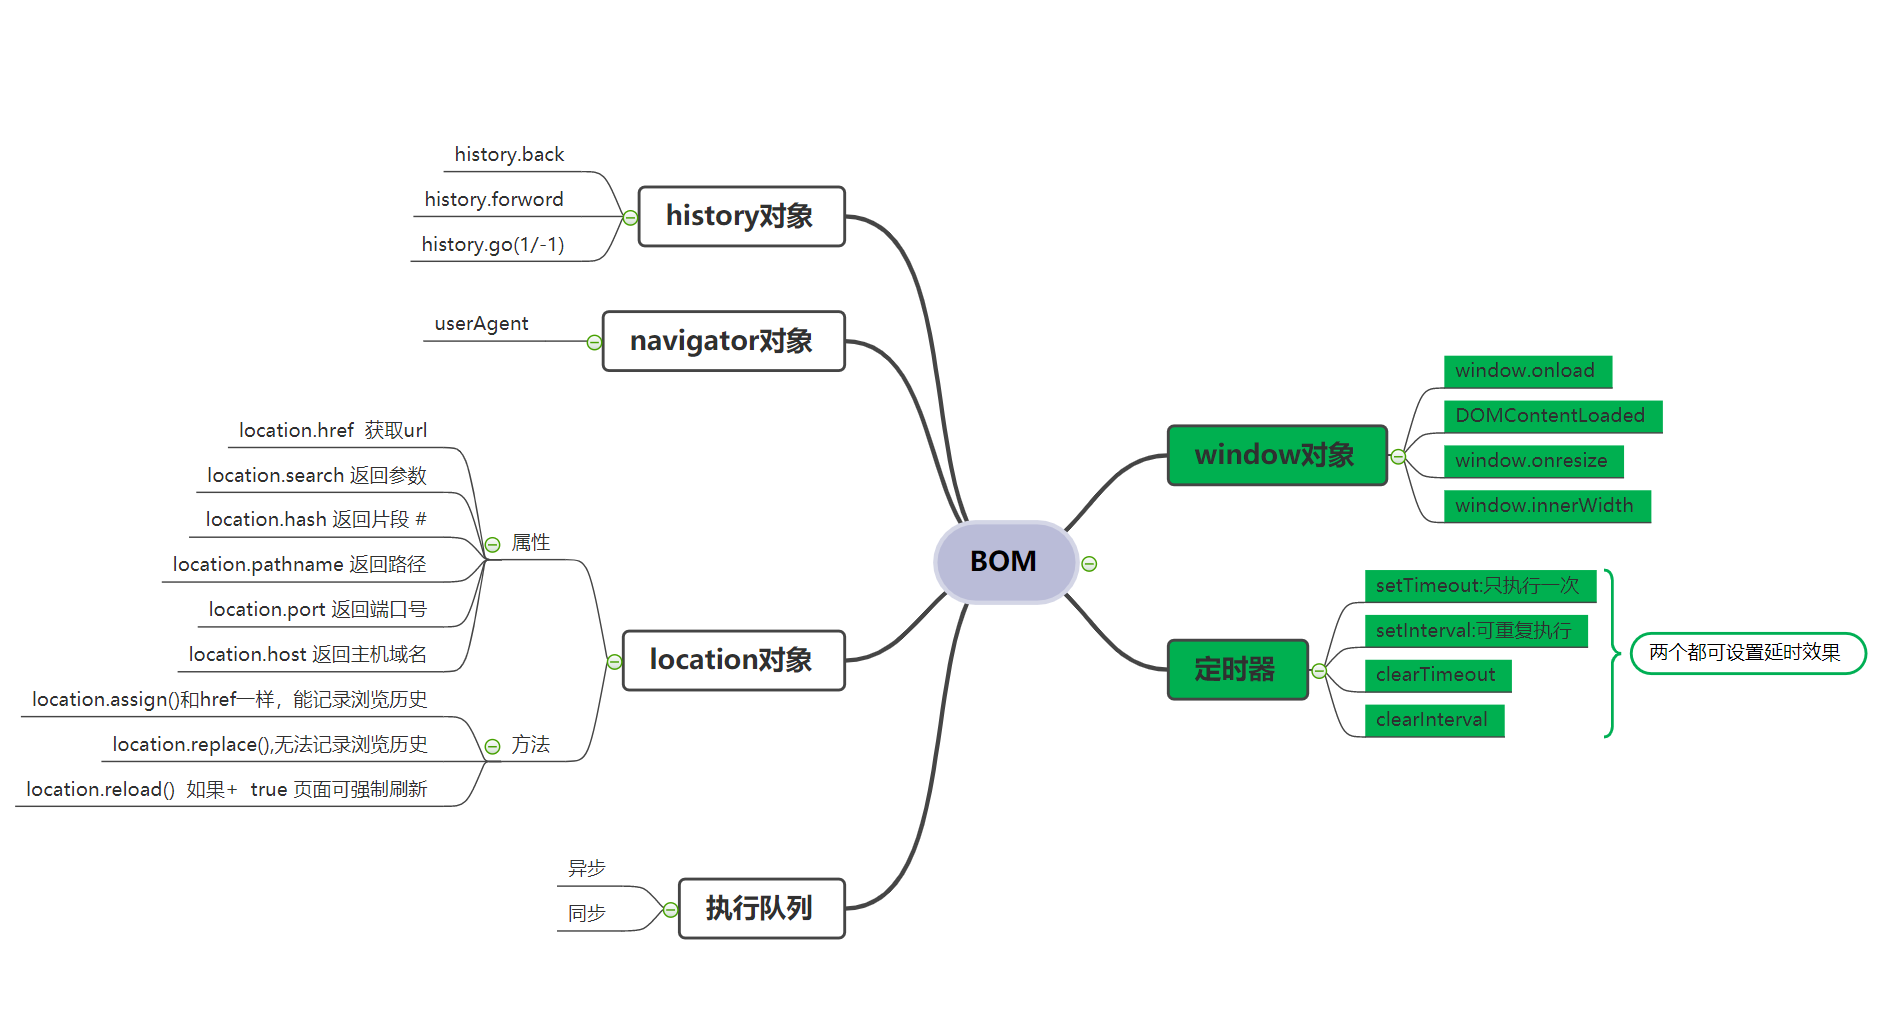 BOM
history对象
history.back
history.forword
history.go(1/-1)
navigator对象
userAgent
location对象
属性
location.href  获取url
location.search 返回参数
location.hash 返回片段 #
location.pathname 返回路径
location.port 返回端口号
location.host 返回主机域名
方法
location.assign()和href一样，能记录浏览历史
location.replace(),无法记录浏览历史
location.reload()  如果+  true 页面可强制刷新
执行队列
异步
同步
window对象
window.onload
DOMContentLoaded
window.onresize
window.innerWidth
定时器
setTimeout:只执行一次
setInterval:可重复执行
clearTimeout
clearInterval
两个都可设置延时效果